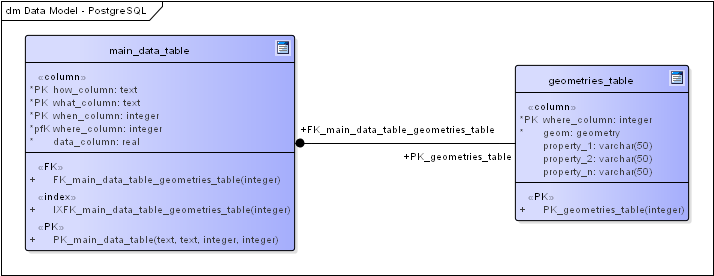 dm Data Model - PostgreSQL
main_data_table
«column»
*PK how_column: text
*PK what_column: text
*PK when_column: integer
*pfK where_column: integer
* data_column: real
«FK»
+ FK_main_data_table_geometries_table(integer)
«index»
+ IXFK_main_data_table_geometries_table(integer)
«PK»
+ PK_main_data_table(text, text, integer, integer)
+FK_main_data_table_geometries_table
+PK_geometries_table
geometries_table
«column»
*PK where_column: integer
* geom: geometry
property_1: varchar(50)
property_2: varchar(50)
property_n: varchar(50)
«PK»
+ PK_geometries_table(integer)